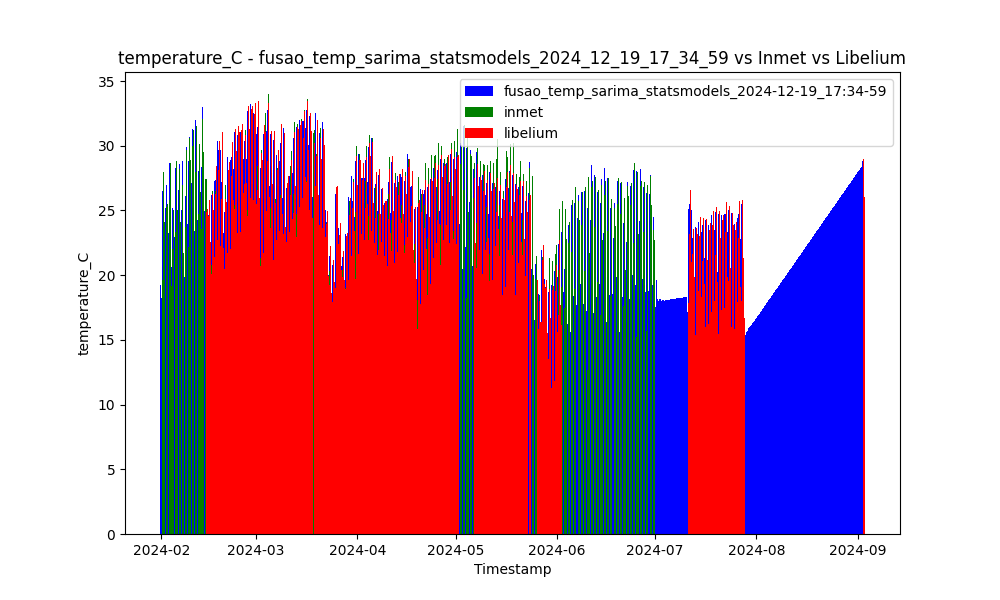 temperature_C - fusao_temp_sarima_statsmodels_2024_12_19_17_34_59 vs Inmet vs Libelium
fusao_temp_sarima_statsmodels_2024-12-19_17:34-59
inmet
libelium
35
30
25
20
15
10
5
0
temperature_C
2024-02 2024-03 2024-04 2024-05 2024-06 2024-07 2024-08 2024-09
Timestamp